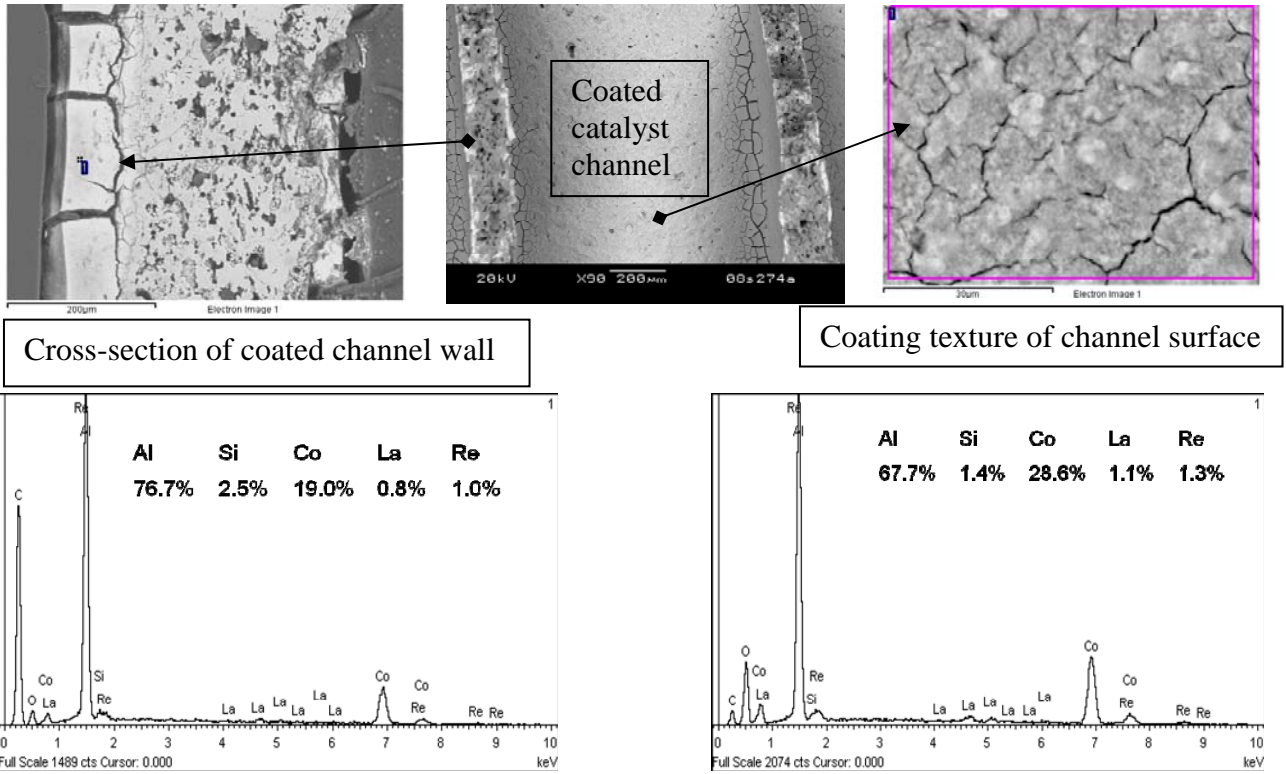 1
200µm Electron Image 1
Coated
catalyst
channel
20kV X90 200µm 08s274a
1
30µm Electron Image 1
Cross-section of coated channel wall
Coating texture of channel surface
Re
Al
1
Al Si Co La Re
76.7% 2.5% 19.0% 0.8% 1.0%
C
O
Co
La
Si
Re
La
La
La
La
La
La
Co
Co
Re
Re
Re
0 1 2 3 4 5 6 7 8 9 10
Full Scale 1489 cts Cursor: 0.000 keV
Re
Al
1
Al Si Co La Re
67.7% 1.4% 28.6% 1.1% 1.3%
C
O
Co
La
Re
Si
La
La
La
La
La
La
Co
Co
Re
Re
Re
0 1 2 3 4 5 6 7 8 9 10
Full Scale 2074 cts Cursor: 0.000 keV